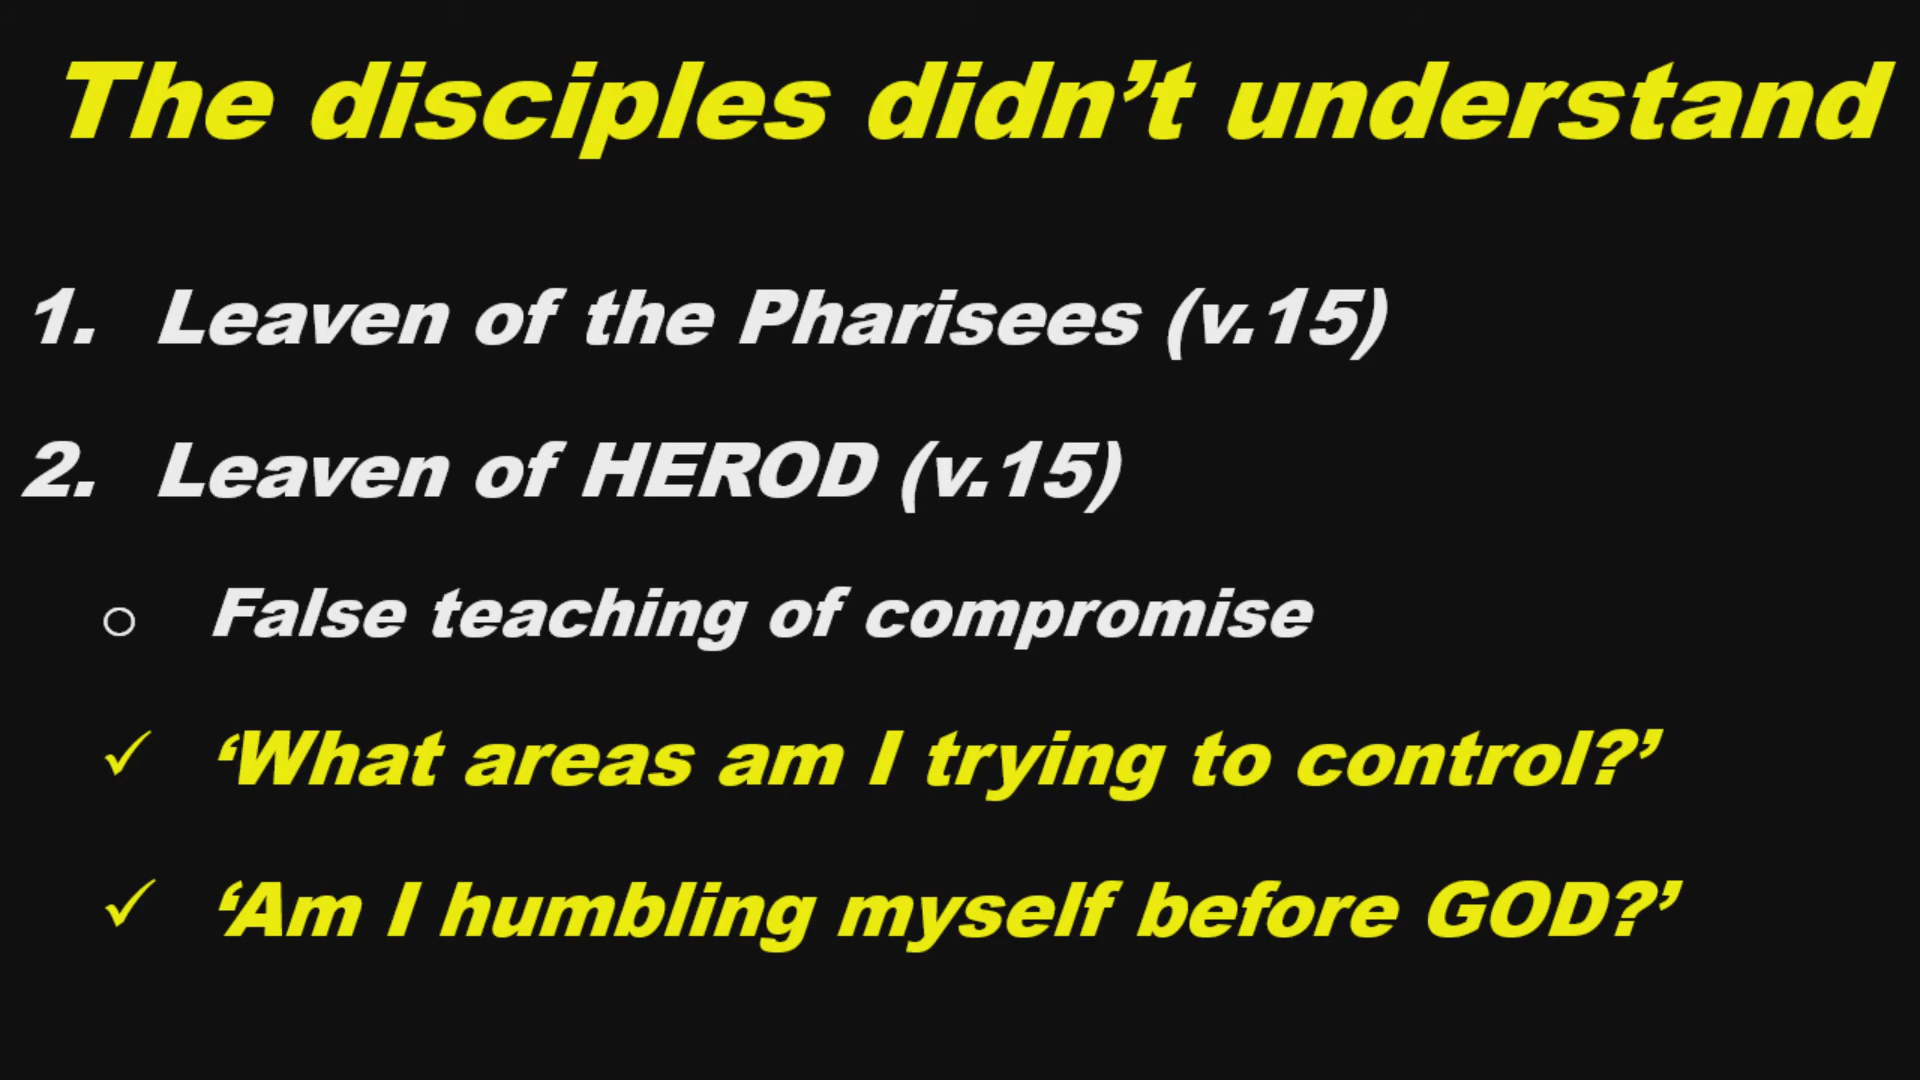 The disciples didn’t understand
1. Leaven of the Pharisees (v.15)
2. Leaven of HEROD (v.15)
o False teaching of compromise
✓ ‘What areas am I trying to control?’
✓ ‘Am I humbling myself before GOD?’